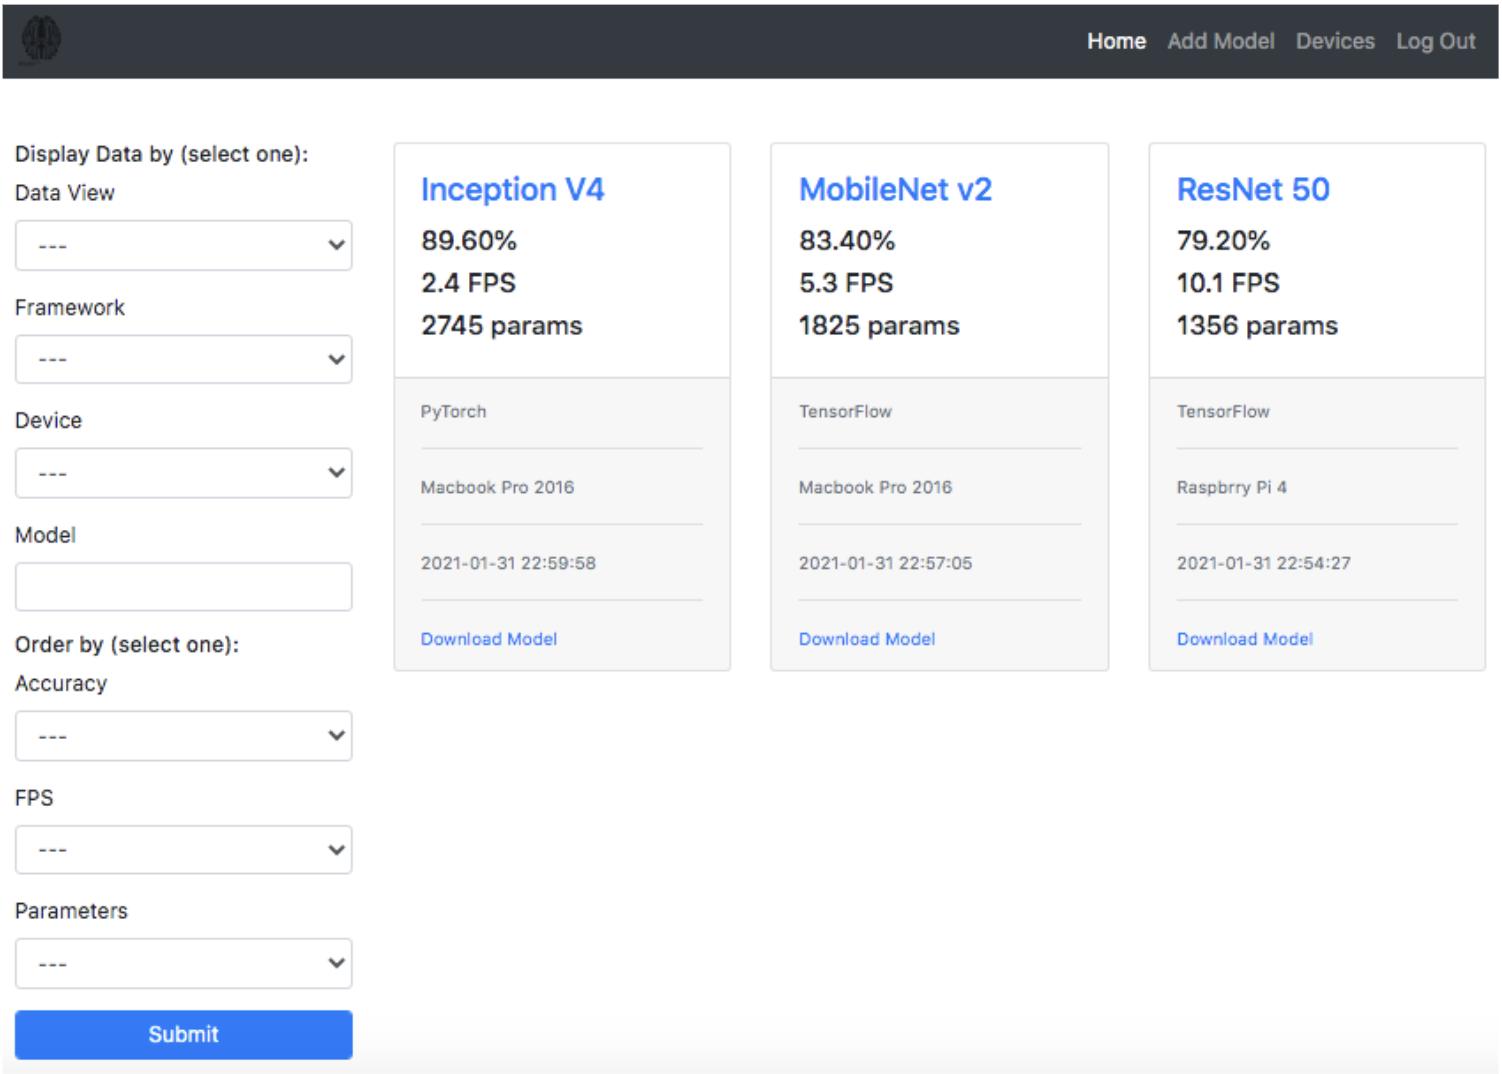 Home Add Model Devices Log Out
Display Data by (select one):
Data View
---
Framework
---
Device
---
Model
Order by (select one):
Accuracy
---
FPS
---
Parameters
---
Submit
Inception V4
89.60%
2.4 FPS
2745 params
PyTorch
Macbook Pro 2016
2021-01-31 22:59:58
Download Model
MobileNet v2
83.40%
5.3 FPS
1825 params
TensorFlow
Macbook Pro 2016
2021-01-31 22:57:05
Download Model
ResNet 50
79.20%
10.1 FPS
1356 params
TensorFlow
Raspbrry Pi 4
2021-01-31 22:54:27
Download Model